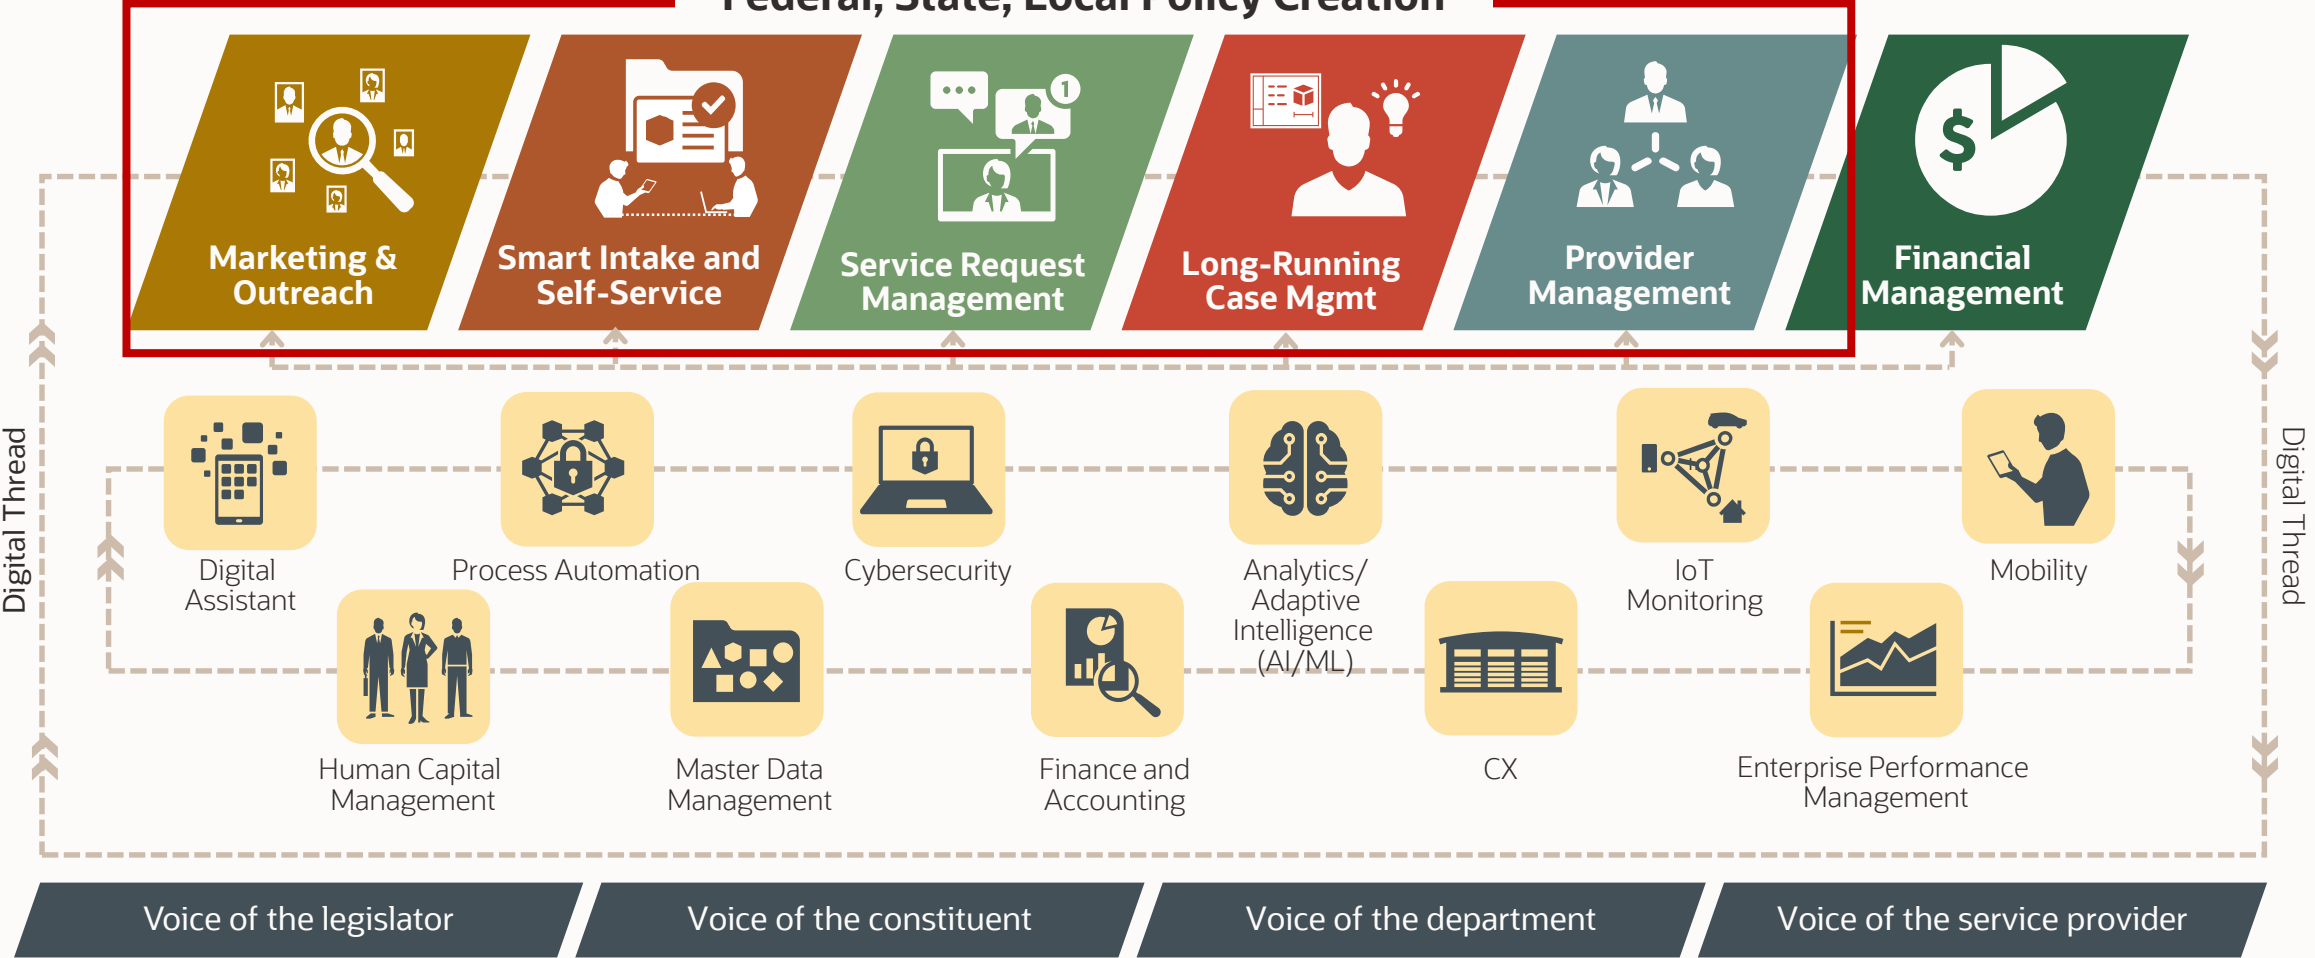 Federal, State, Local Policy Creation
Marketing &
Outreach
Smart Intake and
Self-Service
1
Service Request
Management
Long-Running
Case Mgmt
Provider
Management
$
Financial
Management
Digital Thread
Digital Thread
Digital
Assistant
Process Automation
Cybersecurity
Analytics/
Adaptive
Intelligence
(AI/ML)
IoT
Monitoring
Mobility
Human Capital
Management
Master Data
Management
Finance and
Accounting
CX
Enterprise Performance
Management
Voice of the legislator
Voice of the constituent
Voice of the department
Voice of the service provider